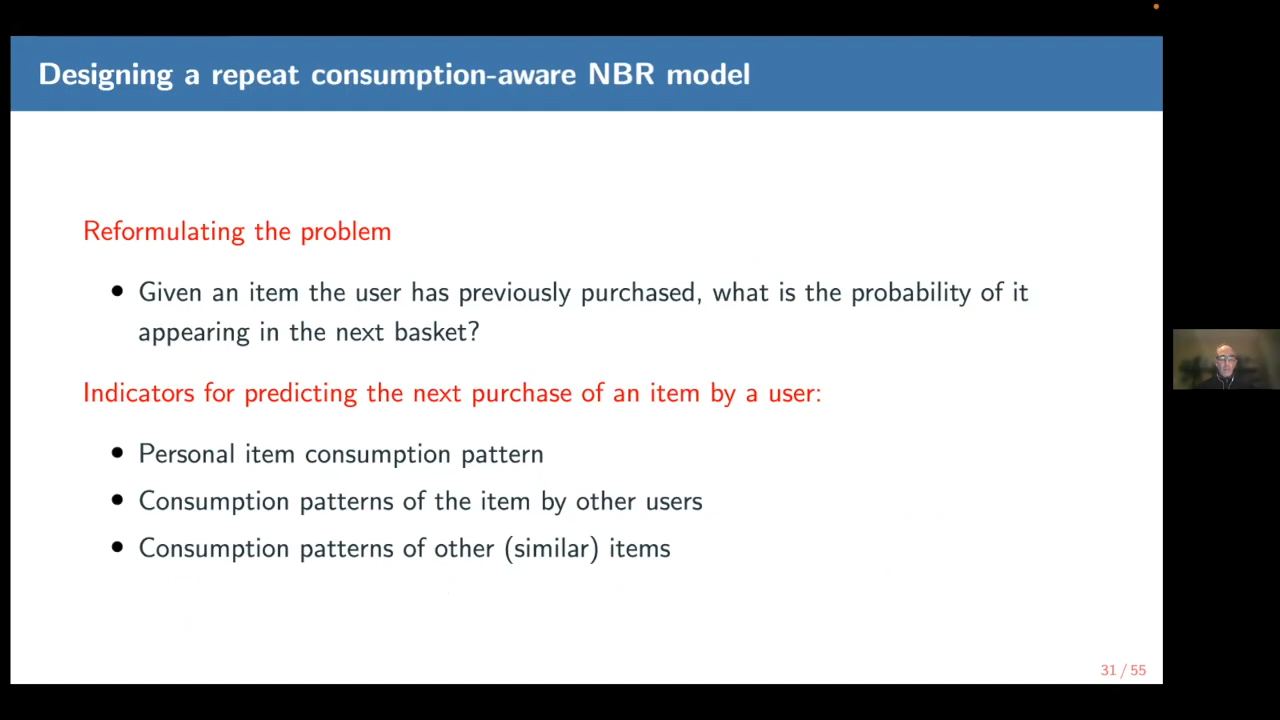 Designing a repeat consumption-aware NBR model
Reformulating the problem
• Given an item the user has previously purchased, what is the probability of it
appearing in the next basket?
Indicators for predicting the next purchase of an item by a user:
• Personal item consumption pattern
• Consumption patterns of the item by other users
• Consumption patterns of other (similar) items
31 / 55